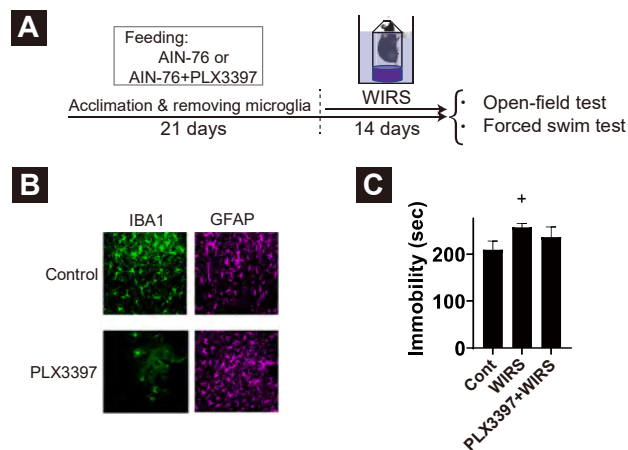 A
Feeding:
AIN-76 or
AIN-76+PLX3397
WIRS
Acclimation & removing microglia
21 days
14 days
· Open-field test
· Forced swim test
B
IBA1 GFAP
Control
PLX3397
C
+
Immobility (sec)
200
100
0
Cont
WIRS
PLX3397+WIRS